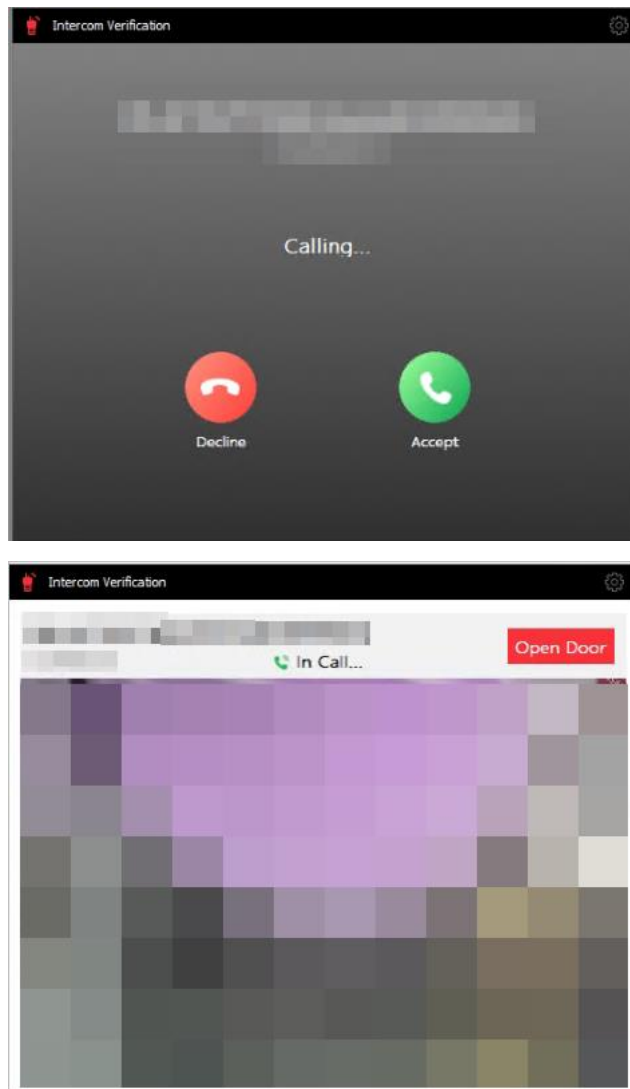 Intercom Verification
Calling...
Decline
Accept
Intercom Verification
Open Door
In Call...